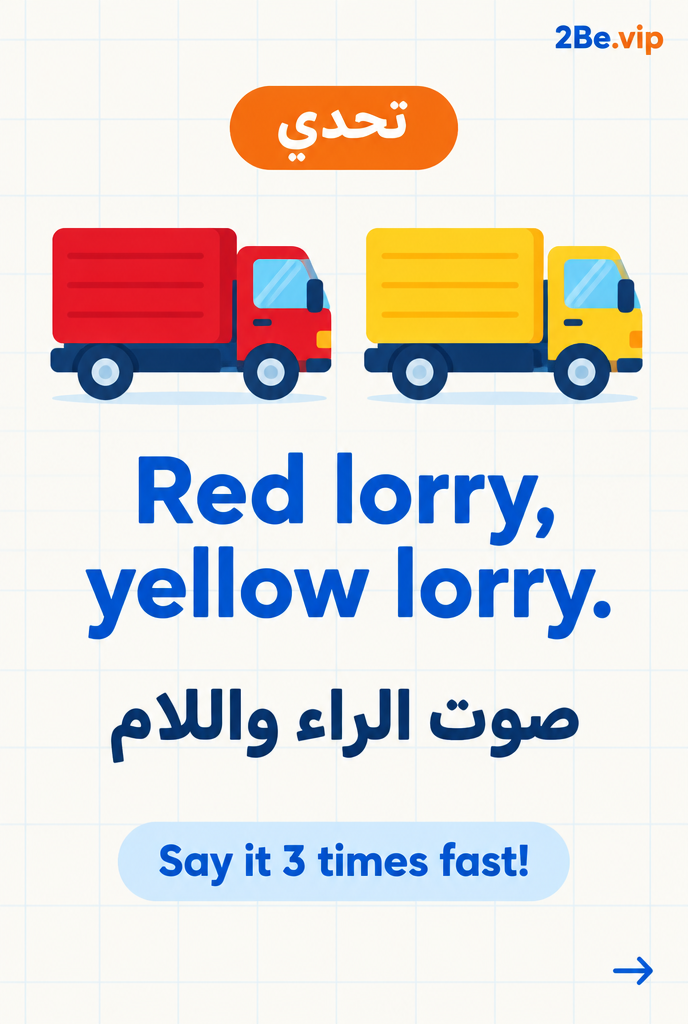 2Be.vip
تحدي
Red lorry,
yellow lorry.
صوت الراء واللام
Say it 3 times fast!